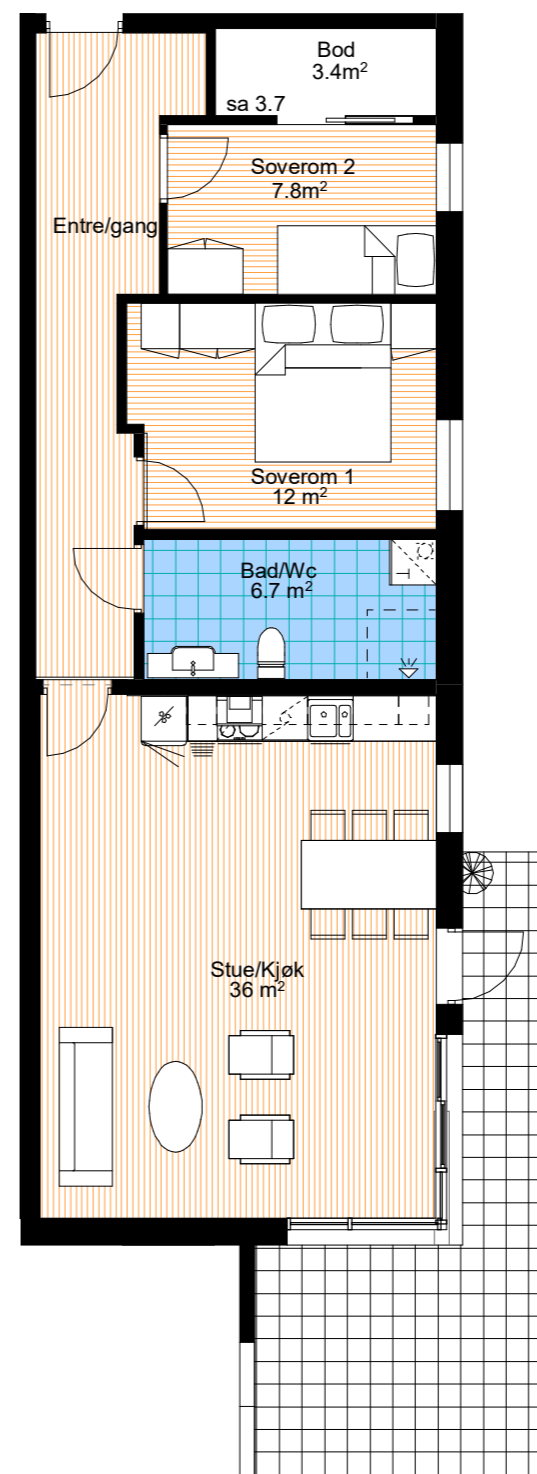 Bod
3.4m²
sa 3.7
Soverom 2
7.8m²
Entre/gang
Soverom 1
12 m²
Bad/Wc
6.7 m²
Stue/Kjøk
36 m²